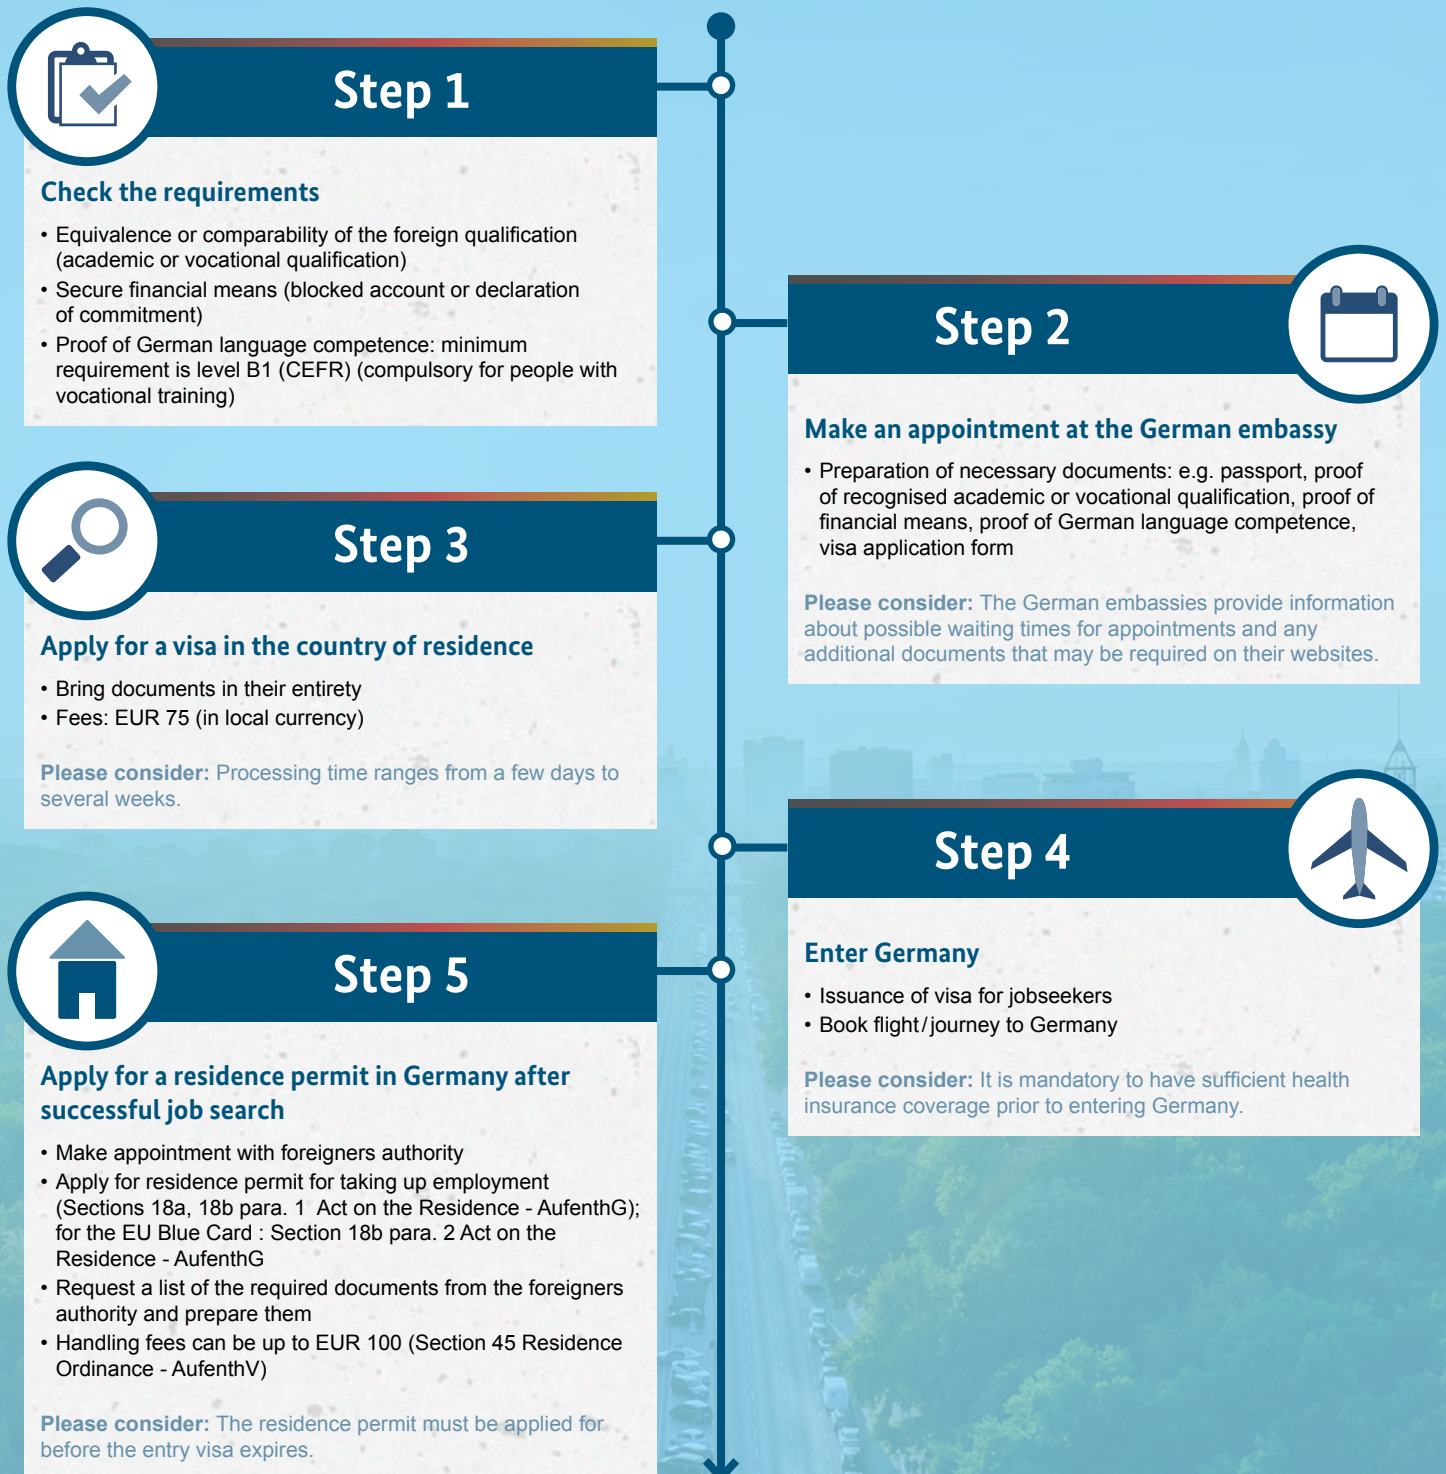 Step 1
Check the requirements
• Equivalence or comparability of the foreign qualification
(academic or vocational qualification)
• Secure financial means (blocked account or declaration
of commitment)
• Proof of German language competence: minimum
requirement is level B1 (CEFR) (compulsory for people with
vocational training)
Step 2
Make an appointment at the German embassy
• Preparation of necessary documents: e.g. passport, proof
of recognised academic or vocational qualification, proof of
financial means, proof of German language competence,
visa application form
Please consider: The German embassies provide information
about possible waiting times for appointments and any
additional documents that may be required on their websites.
Step 3
Apply for a visa in the country of residence
• Bring documents in their entirety
• Fees: EUR 75 (in local currency)
Please consider: Processing time ranges from a few days to
several weeks.
Step 4
Enter Germany
• Issuance of visa for jobseekers
• Book flight/journey to Germany
Please consider: It is mandatory to have sufficient health
insurance coverage prior to entering Germany.
Step 5
Apply for a residence permit in Germany after
successful job search
• Make appointment with foreigners authority
• Apply for residence permit for taking up employment
(Sections 18a, 18b para. 1 Act on the Residence - AufenthG);
for the EU Blue Card : Section 18b para. 2 Act on the
Residence - AufenthG
• Request a list of the required documents from the foreigners
authority and prepare them
• Handling fees can be up to EUR 100 (Section 45 Residence
Ordinance - AufenthV)
Please consider: The residence permit must be applied for
before the entry visa expires.